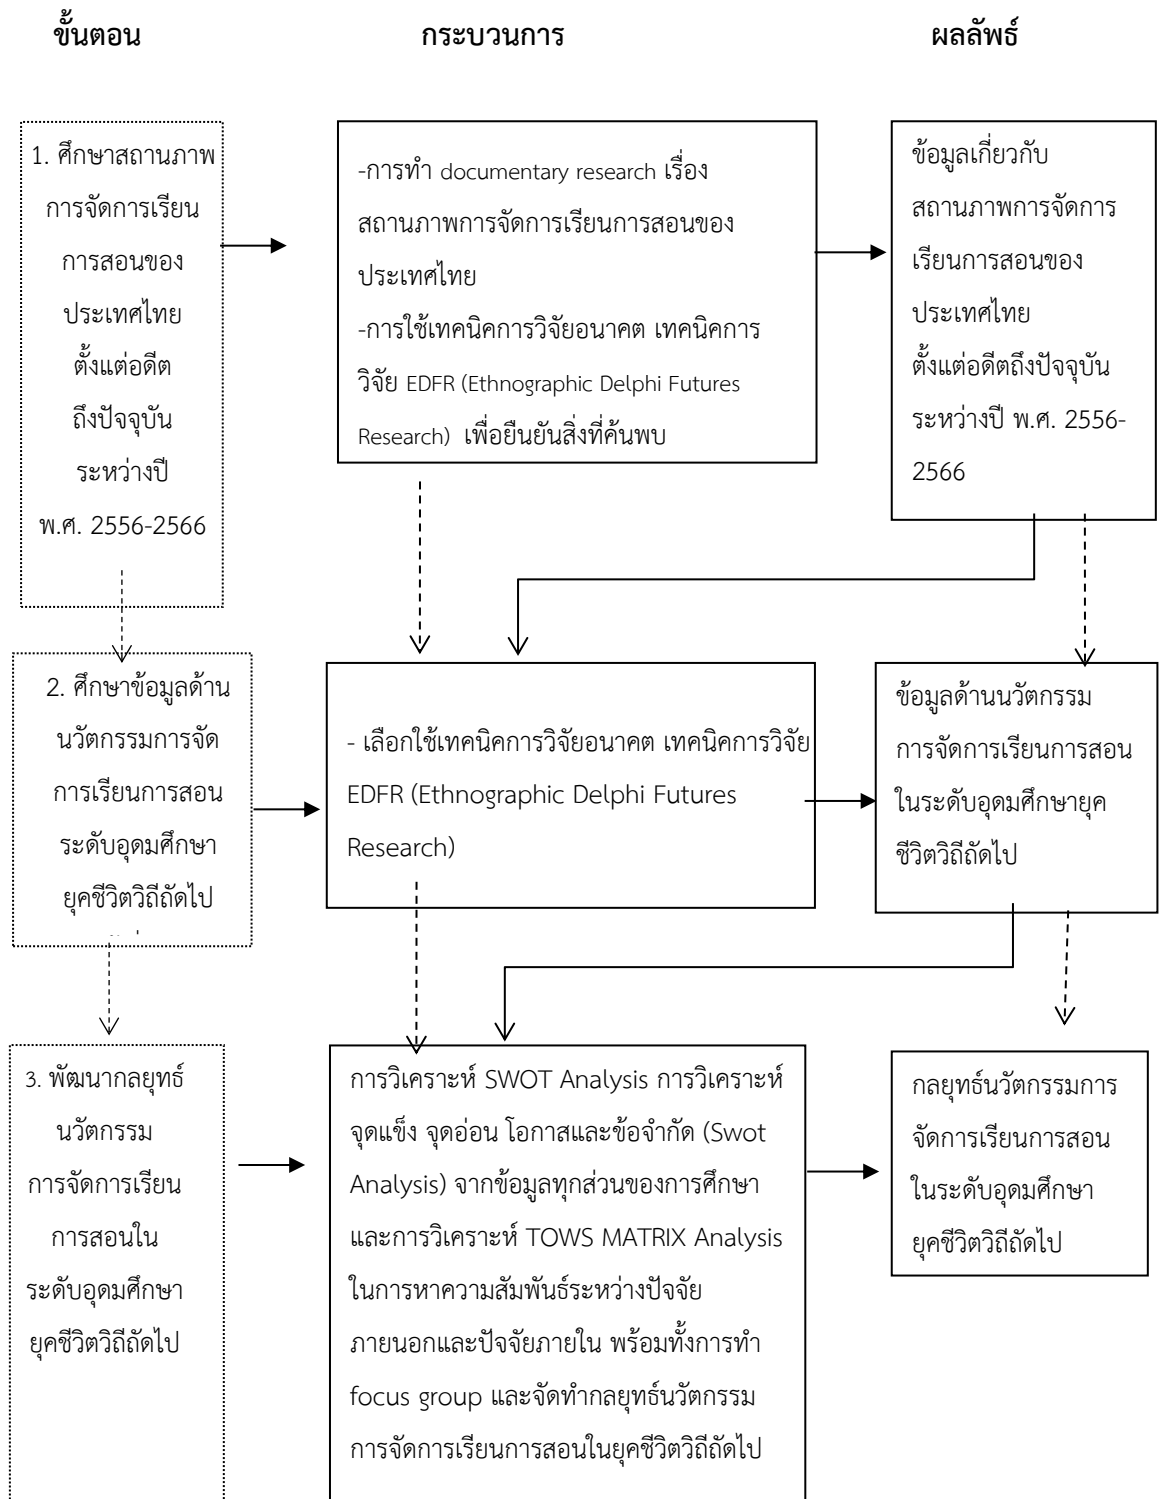 ขั้นตอน
กระบวนการ
ผลลัพธ์
1. ศึกษาสถานภาพ
การจัดการเรียน
การสอนของ
ประเทศไทย
ตั้งแต่อดีต
ถึงปัจจุบัน
ระหว่างปี
พ.ศ. 2556-2566
-การทำ documentary research เรื่อง
สถานภาพการจัดการเรียนการสอนของ
ประเทศไทย
-การใช้เทคนิคการวิจัยอนาคต เทคนิคการ
วิจัย EDFR (Ethnographic Delphi Futures
Research) เพื่อยืนยันสิ่งที่ค้นพบ
ข้อมูลเกี่ยวกับ
สถานภาพการจัดการ
เรียนการสอนของ
ประเทศไทย
ตั้งแต่อดีตถึงปัจจุบัน
ระหว่างปี พ.ศ. 2556-
2566
2. ศึกษาข้อมูลด้าน
นวัตกรรมการจัด
การเรียนการสอน
ระดับอุดมศึกษา
ยุคชีวิตวิถีถัดไป
- เลือกใช้เทคนิคการวิจัยอนาคต เทคนิคการวิจัย
EDFR (Ethnographic Delphi Futures
Research)
ข้อมูลด้านนวัตกรรม
การจัดการเรียนการสอน
ในระดับอุดมศึกษายุค
ชีวิตวิถีถัดไป
3. พัฒนากลยุทธ์
นวัตกรรม
การจัดการเรียน
การสอนใน
ระดับอุดมศึกษา
ยุคชีวิตวิถีถัดไป
การวิเคราะห์ SWOT Analysis การวิเคราะห์
จุดแข็ง จุดอ่อน โอกาสและข้อจำกัด (Swot
Analysis) จากข้อมูลทุกส่วนของการศึกษา
และการวิเคราะห์ TOWS MATRIX Analysis
ในการหาความสัมพันธ์ระหว่างปัจจัย
ภายนอกและปัจจัยภายใน พร้อมทั้งการทำ
focus group และจัดทำกลยุทธ์นวัตกรรม
การจัดการเรียนการสอนในยุคชีวิตวิถีถัดไป
กลยุทธ์นวัตกรรมการ
จัดการเรียนการสอน
ในระดับอุดมศึกษา
ยุคชีวิตวิถีถัดไป